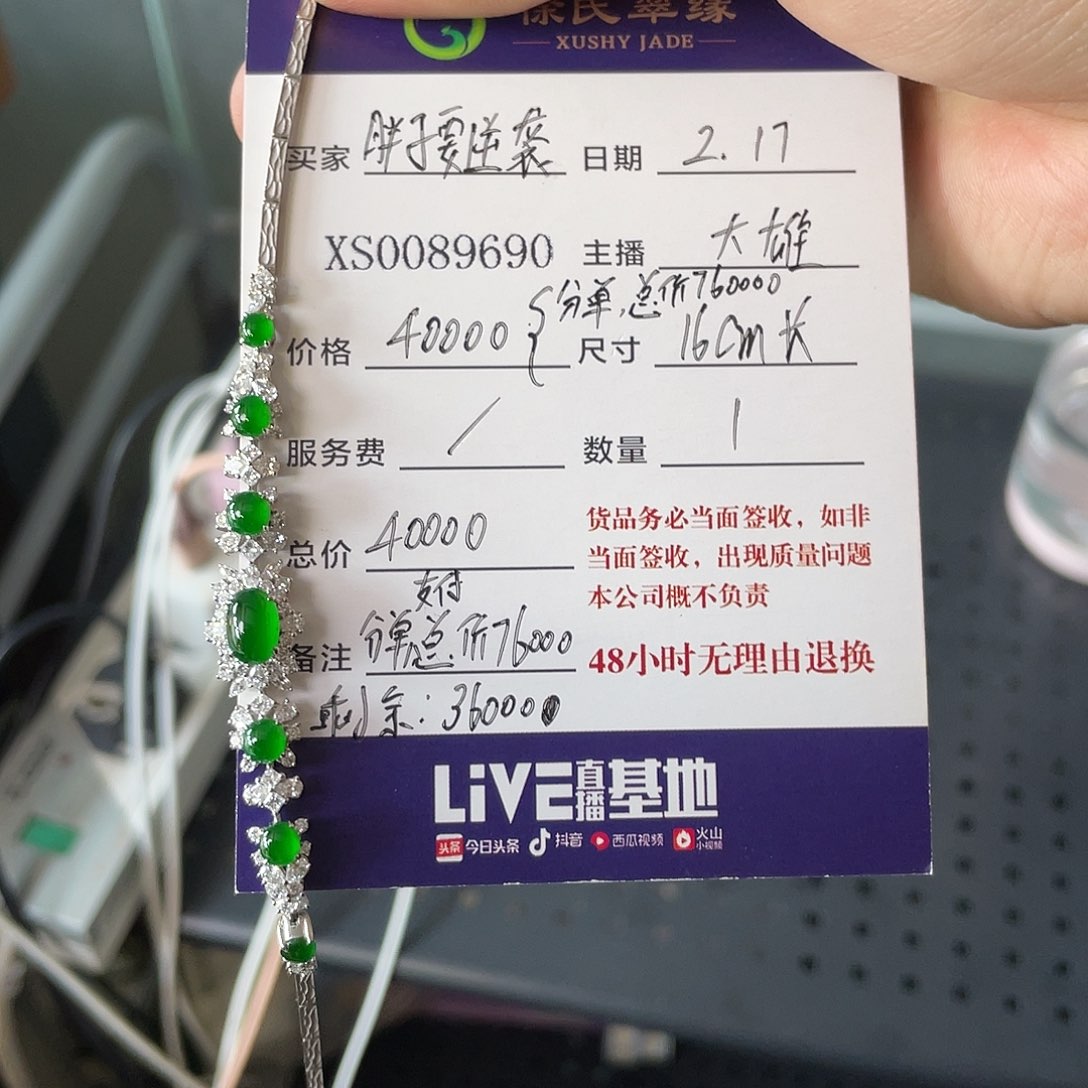 徐民翠缘
XUSHY JADE
买家 胖子要逆袭 日期 2.17
XS0089690 主播 大雄
分单,总价760000
价格 40000 尺寸 16cm长
服务费 / 数量 1
总价 40000
货品务必当面签收，如非
当面签收，出现质量问题
本公司概不负责
支付
备注 分单总价76000
48小时无理由退换
剩余：36000
LiVE直播基地
头条 今日头条 抖音 西瓜视频 火山小视频